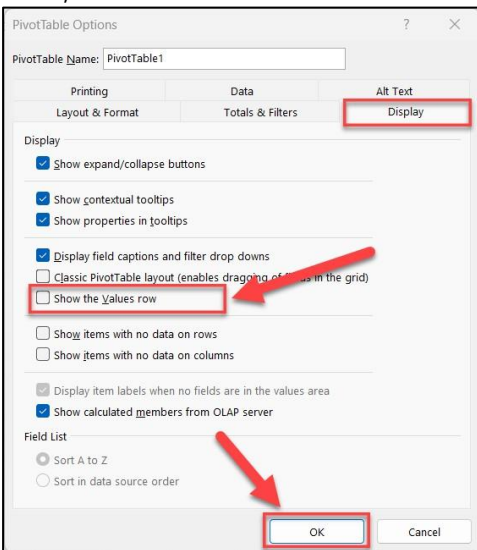 PivotTable Options ? ×
PivotTable Name: PivotTable1
Printing Data Alt Text
Layout & Format Totals & Filters Display
Display
Show expand/collapse buttons
Show contextual tooltips
Show properties in tooltips
Display field captions and filter drop downs
Classic PivotTable layout (enables dragging of fields in the grid)
Show the Values row
Show items with no data on rows
Show items with no data on columns
Display item labels when no fields are in the values area
Show calculated members from OLAP server
Field List
Sort A to Z
Sort in data source order
OK Cancel